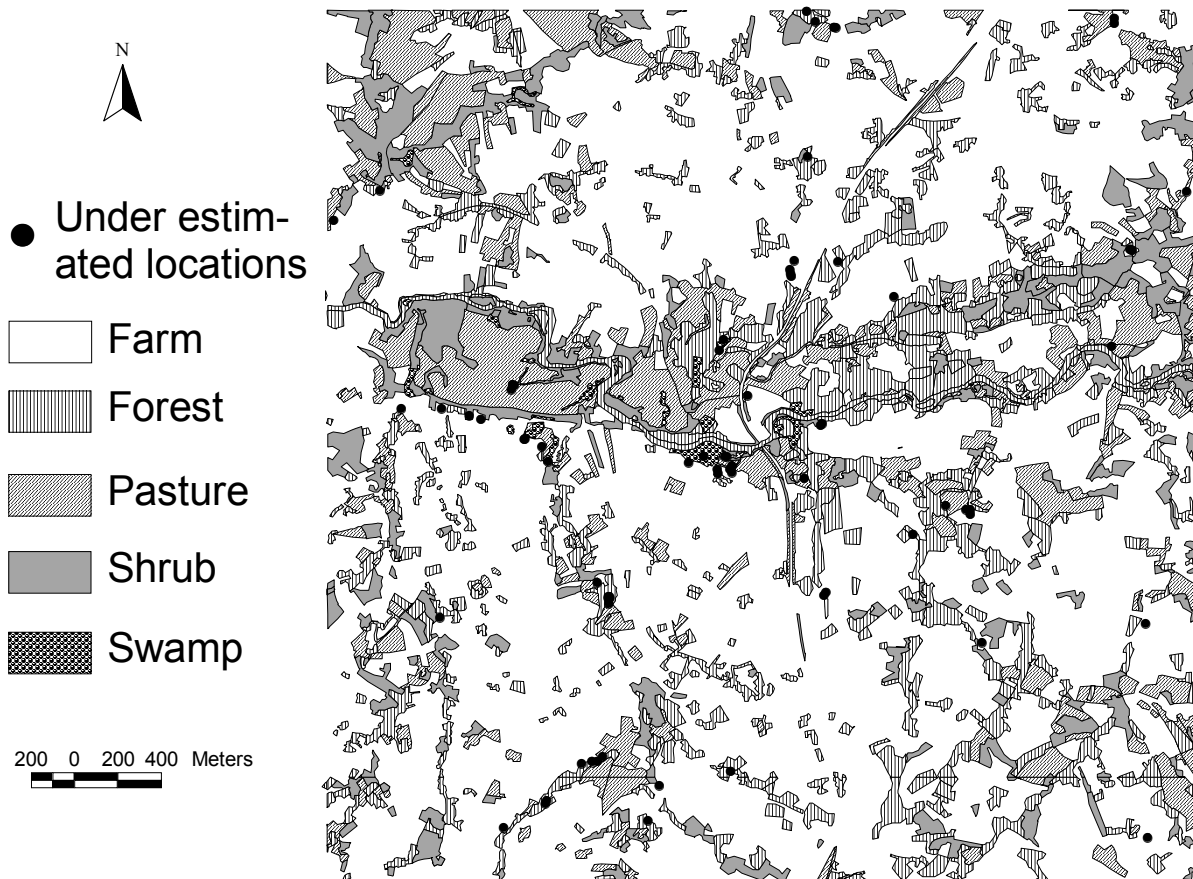 N
Under estim-
ated locations
Farm
Forest
Pasture
Shrub
Swamp
200 0 200 400 Meters